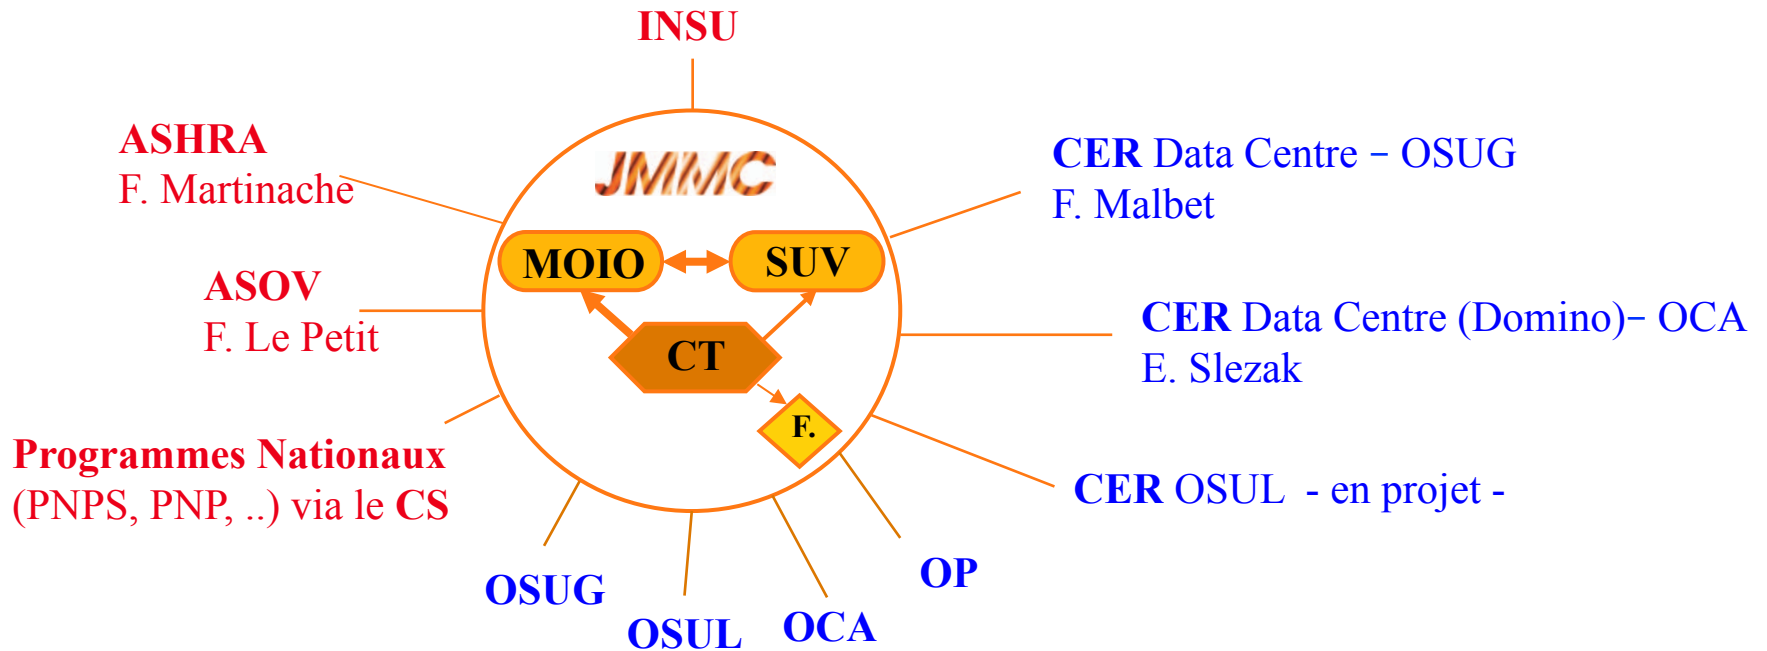 INSU
ASHRA
F. Martinache
JMMC
CER Data Centre – OSUG
F. Malbet
MOIO
SUV
ASOV
F. Le Petit
CT
CER Data Centre (Domino)– OCA
E. Slezak
F.
Programmes Nationaux
(PNPS, PNP, ..) via le CS
CER OSUL - en projet -
OSUG
OSUL
OCA
OP